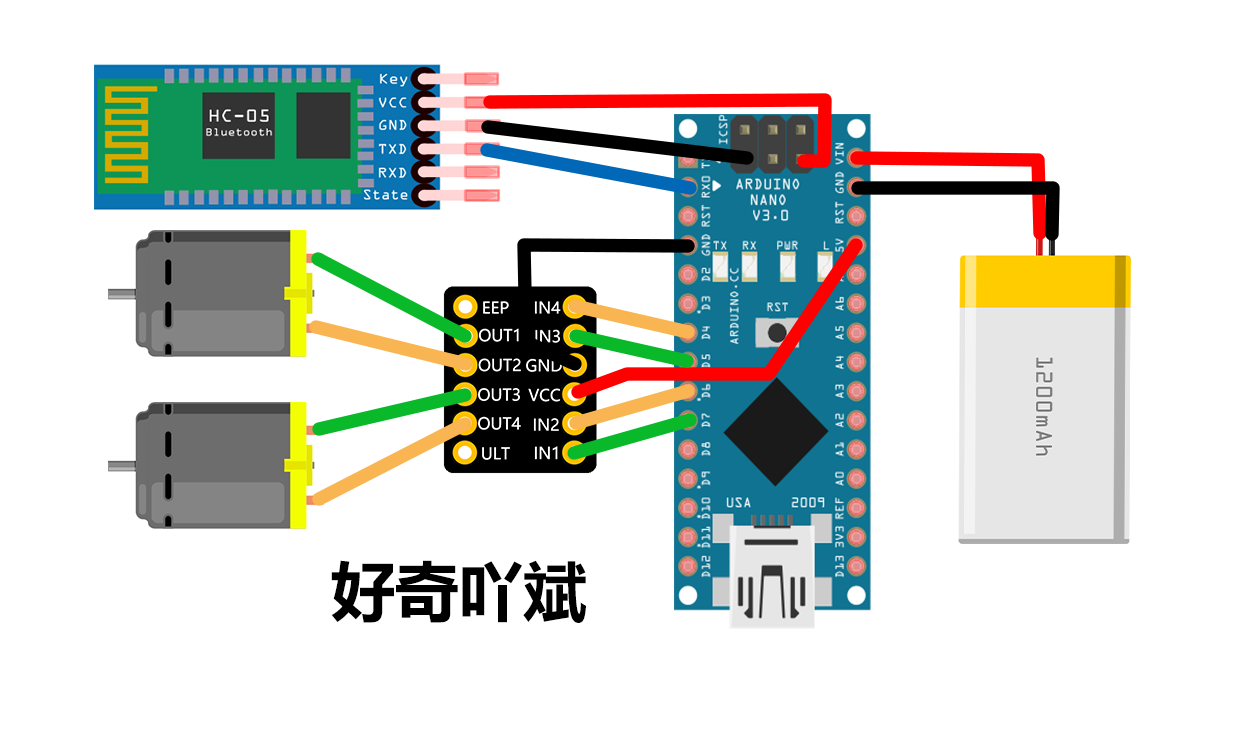 Key
VCC
GND
TXD
RXD
State
HC-05
Bluetooth
ICSP
ARDUINO
NANO
V3.0
TX
RX
PWR
L
RST
ARDUINO.CC
USA
2009
RX0
RST
GND
D2
D3
D4
D5
D6
D7
D8
D9
D10
D11
D12
VIN
GND
RST
5V
A6
A5
A4
A3
A2
A1
A0
REF
3V3
D13
EEP
IN4
OUT1
IN3
OUT2
GND
OUT3
VCC
OUT4
IN2
ULT
IN1
1200mAh
好奇吖斌